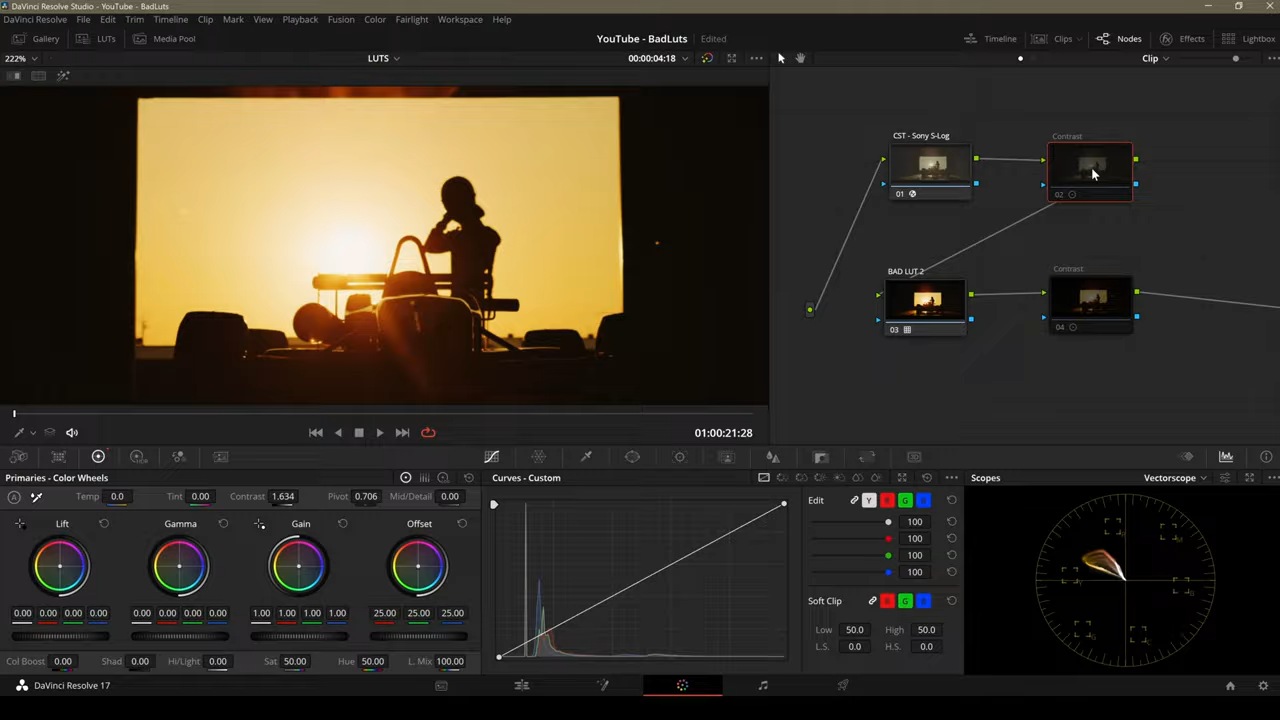 DaVinci Resolve Studio - YouTube - BadLuts
DaVinci Resolve File Edit Trim Timeline Clip Mark View Playback Fusion Color Fairlight Workspace Help
Gallery LUTs Media Pool YouTube - BadLuts Edited Timeline Clips Nodes Effects Lightbox
222% LUTS 00:00:04:18 Clip
CST - Sony S-Log Contrast
01 02
BAD LUT 2 Contrast
03 04
01:00:21:28
Primaries - Color Wheels Curves - Custom Scopes Vectorscope
Temp 0.0 Tint 0.00 Contrast 1.634 Pivot 0.706 Mid/Detail 0.00
Edit Y R G B
Lift Gamma Gain Offset
100
100
100
100
Soft Clip R G B
0.00 0.00 0.00 0.00 0.00 0.00 0.00 0.00 1.00 1.00 1.00 1.00 25.00 25.00 25.00
Low 50.0 High 50.0
L.S. 0.0 H.S. 0.0
Col Boost 0.00 Shad 0.00 Hi/Light 0.00 Sat 50.00 Hue 50.00 L. Mix 100.00
DaVinci Resolve 17